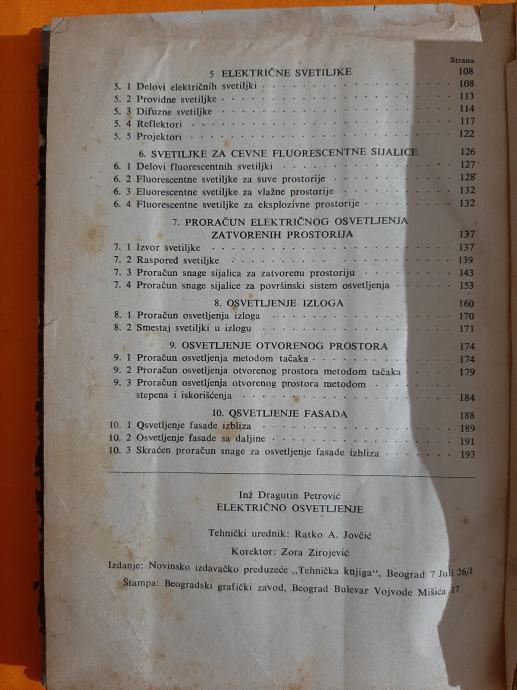 Strana
5 ELEKTRIČNE SVETILJKE 108
5. 1 Delovi električnih svetiljki 108
5. 2 Providne svetiljke 113
5. 3 Difuzne svetiljke 114
5. 4 Reflektori 117
5. 5 Projektori 122
6. SVETILJKE ZA CEVNE FLUORESCENTNE SIJALICE 126
6. 1 Delovi fluorescentnih svetiljki 127
6. 2 Fluorescentne svetiljke za suve prostorije 128
6. 3 Eluorescentne svetiljke za vlažne prostorije 132
6. 4 Fluorescentne svetiljke za eksplozivne prostorije 132
7. PRORAČUN ELEKTRIČNOG OSVETLJENJA
ZATVORENIH PROSTORIJA 137
7. 1 Izvor svetiljke 137
7. 2 Raspored svetiljke 139
7. 3 Proračun snage sijalica za zatvorenu prostoriju 143
7. 4 Proračun snage sijalice za površinski sistem osvetljenja 153
8. OSVETLJENJE IZLOGA 160
8. 1 Proračun osvetljenja izloga 170
8. 2 Smestaj svetiljki u izlogu 171
9. OSVETLJENJE OTVORENOG PROSTORA 174
9. 1 Proračun osvetljenja metodom tačaka 174
9. 2 Proračun osvetljenja otvorenog prostora metodom tačaka 179
9. 3 Proračun osvetljenja otvorenog prostora metodom
stepena i iskorišćenja 184
10. QSVETLJENJE FASADA 188
10. 1 Qsvetljenje fasade izbliza 189
10. 2 Osvetljenje fasade sa daljine 191
10. 3 Skraćen proračun snage za osvetljenje fasade izbliza 193
Inž Dragutin Petrović
ELEKTRIČNO OSVETLJENJE
Tehnički urednik: Ratko A. Jovčić
Korektor: Zora Zirojević
Izdanje: Novinsko izdavačko preduzeće „Tehnička knjiga“, Beograd 7 Juli 26/I
Štampa: Beogradski grafički zavod, Beograd Bulevar Vojvode Mišića 17